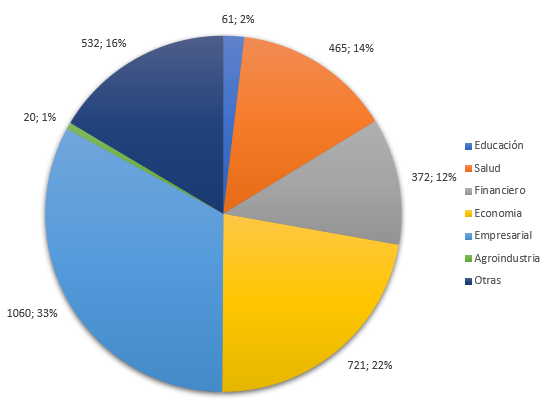 61; 2%
532; 16%
465; 14%
20; 1%
372; 12%
1060; 33%
721; 22%
Educación
Salud
Financiero
Economia
Empresarial
Agroindustria
Otras